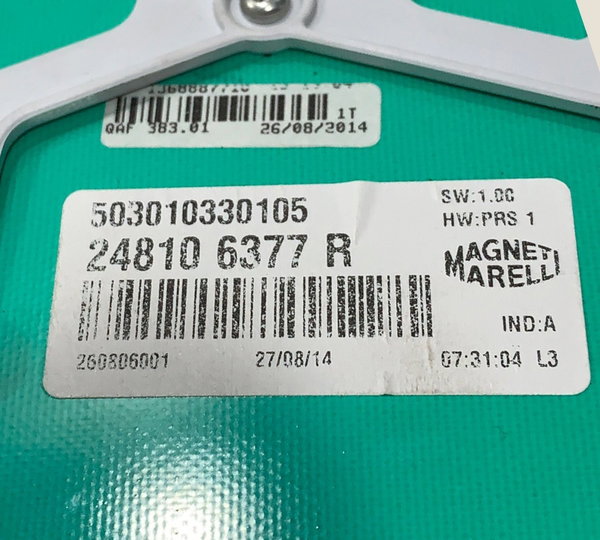 1T
QAF 383.01 26/08/2014
503010330105
24810 6377 R
SW:1.00
HW:PRS 1
MAGNETI
MARELLI
IND:A
260806001 27/08/14 07:31:04 L3